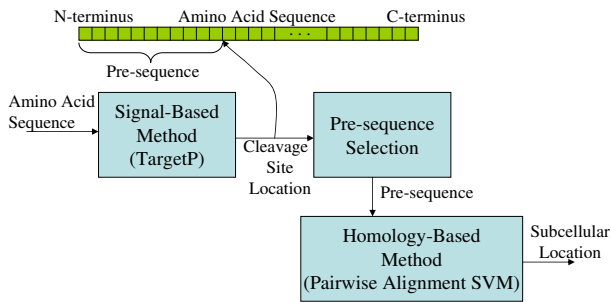 N-terminus Amino Acid Sequence C-terminus
. . .
Pre-sequence
Amino Acid
Sequence
Signal-Based
Method
(TargetP)
Cleavage
Site
Location
Pre-sequence
Selection
Pre-sequence
Homology-Based
Method
(Pairwise Alignment SVM)
Subcellular
Location